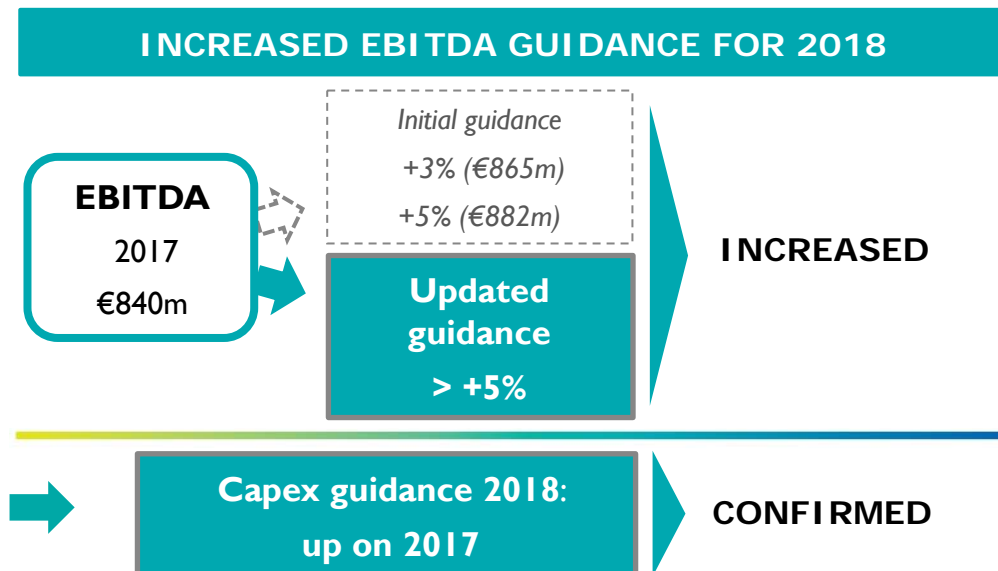 INCREASED EBITDA GUIDANCE FOR 2018
Initial guidance
+3% (€865m)
+5% (€882m)
EBITDA
2017
€840m
Updated
guidance
> +5%
INCREASED
Capex guidance 2018:
up on 2017
CONFIRMED